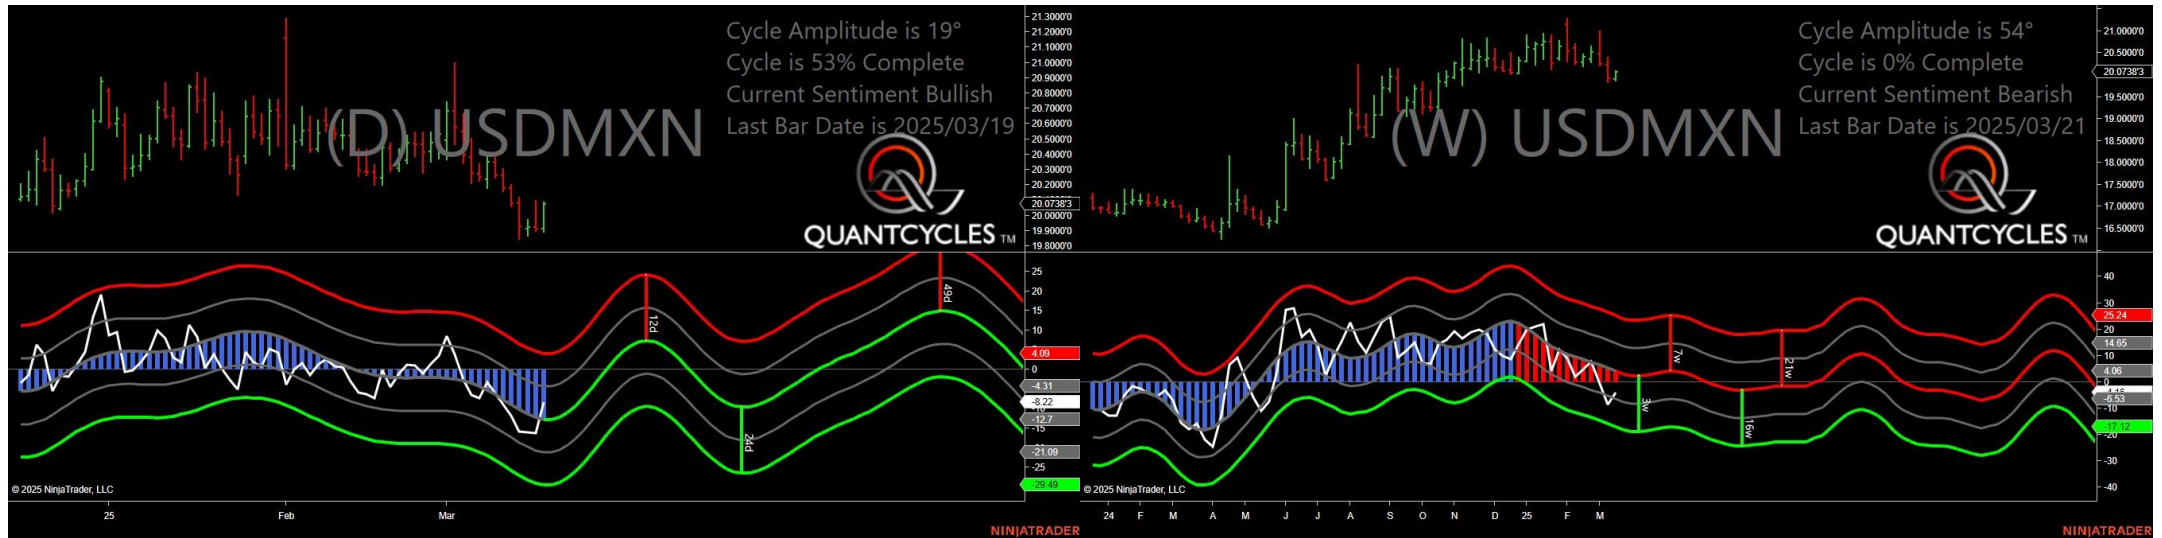 Cycle Amplitude is 19°
Cycle is 53% Complete
Current Sentiment Bullish
Last Bar Date is 2025/03/19
(D) USDMXN
QUANTCYCLES TM
21.3000'0
21.2000'0
21.1000'0
21.0000'0
20.9000'0
20.8000'0
20.7000'0
20.6000'0
20.5000'0
20.4000'0
20.3000'0
20.2000'0
20.0738'3
20.0000'0
19.9000'0
19.8000'0
12d
24d
49d
25
20
15
10
4.09
0
-4.31
-8.22
-12.7
-15
-21.09
-25
-29.49
© 2025 NinjaTrader, LLC
25 Feb Mar
NINJATRADER
Cycle Amplitude is 54°
Cycle is 0% Complete
Current Sentiment Bearish
Last Bar Date is 2025/03/21
(W) USDMXN
QUANTCYCLES TM
21.0000'0
20.5000'0
20.0738'3
19.5000'0
19.0000'0
18.5000'0
18.0000'0
17.5000'0
17.0000'0
16.5000'0
3w
7w
16w
21w
40
30
25.24
20
14.65
10
4.06
0
-6.53
-10
-17.12
-20
-30
-40
© 2025 NinjaTrader, LLC
24 F M A M J J A S O N D 25 F M
NINJATRADER